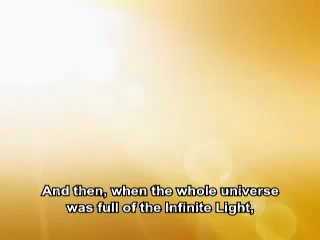 And then, when the whole universe
was full of the Infinite Light,